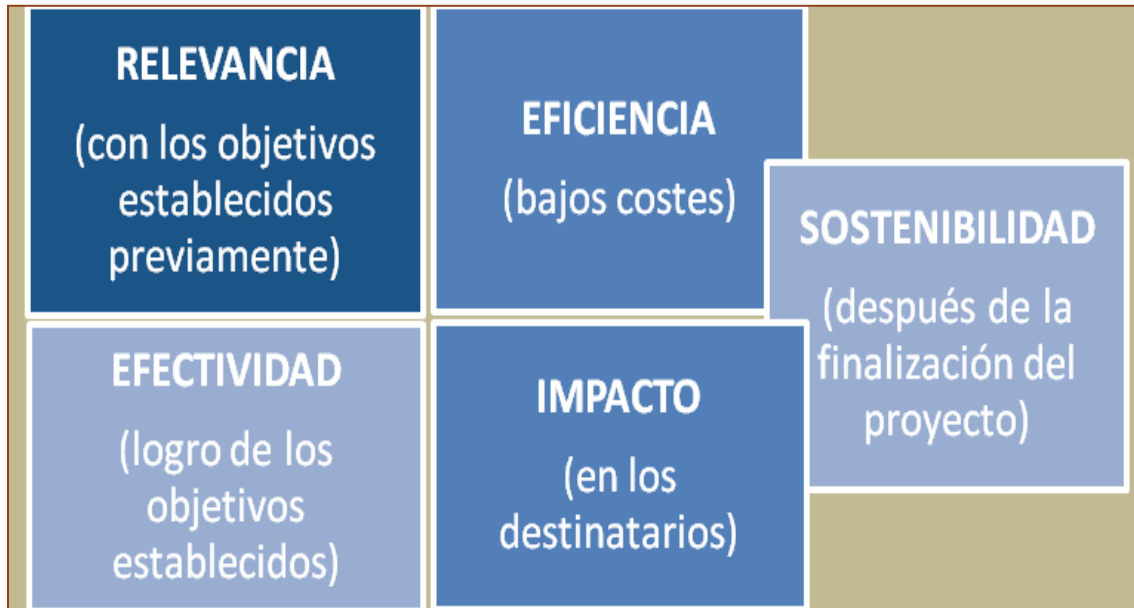 RELEVANCIA
(con los objetivos
establecidos
previamente)
EFICIENCIA
(bajos costes)
SOSTENIBILIDAD
(después de la
finalización del
proyecto)
EFECTIVIDAD
(logro de los
objetivos
establecidos)
IMPACTO
(en los
destinatarios)